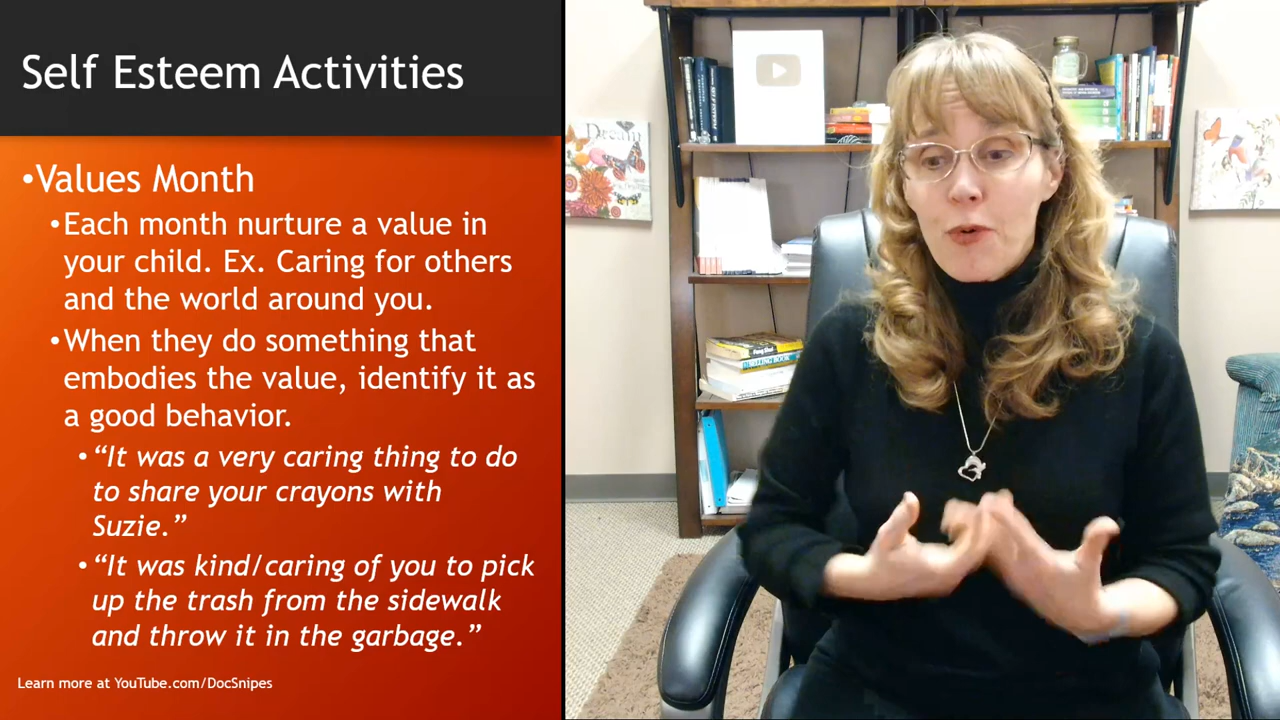 Self Esteem Activities
•Values Month
•Each month nurture a value in
your child. Ex. Caring for others
and the world around you.
•When they do something that
embodies the value, identify it as
a good behavior.
•“It was a very caring thing to do
to share your crayons with
Suzie.”
•“It was kind/caring of you to pick
up the trash from the sidewalk
and throw it in the garbage.”
Learn more at YouTube.com/DocSnipes
Dream